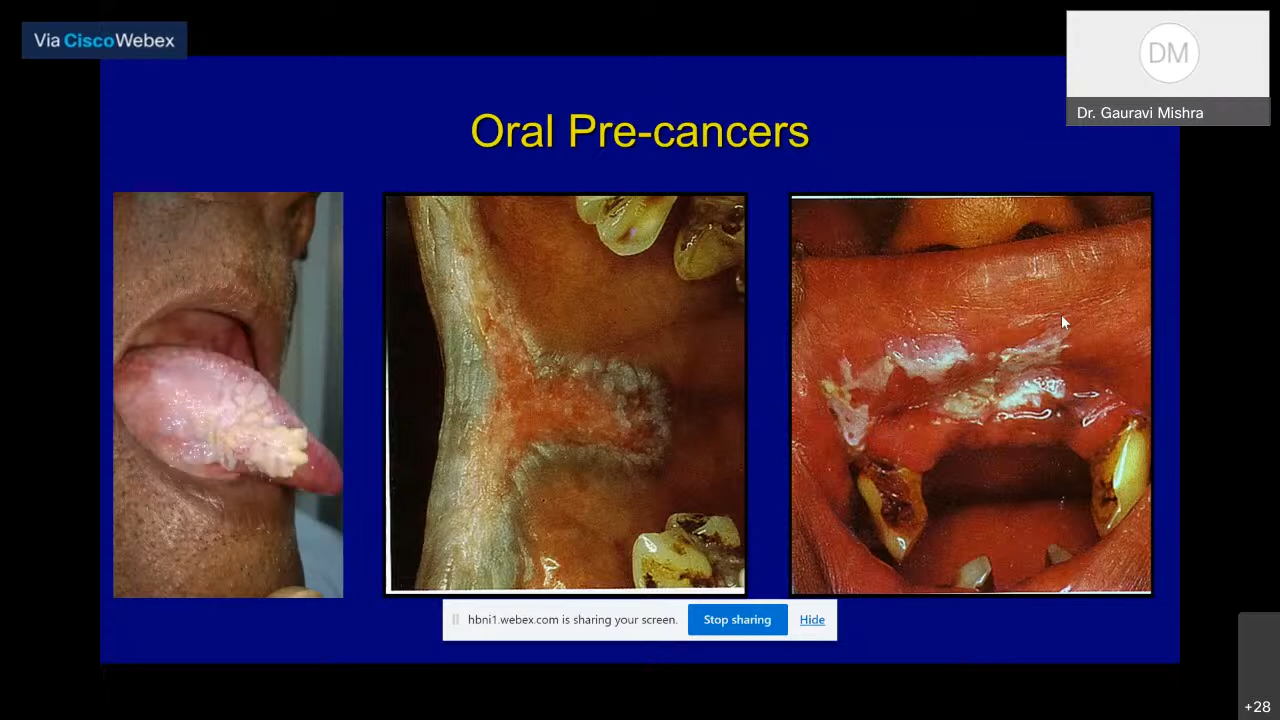 Via CiscoWebex
DM
Dr. Gauravi Mishra
Oral Pre-cancers
hbni1.webex.com is sharing your screen.
Stop sharing
Hide
+28